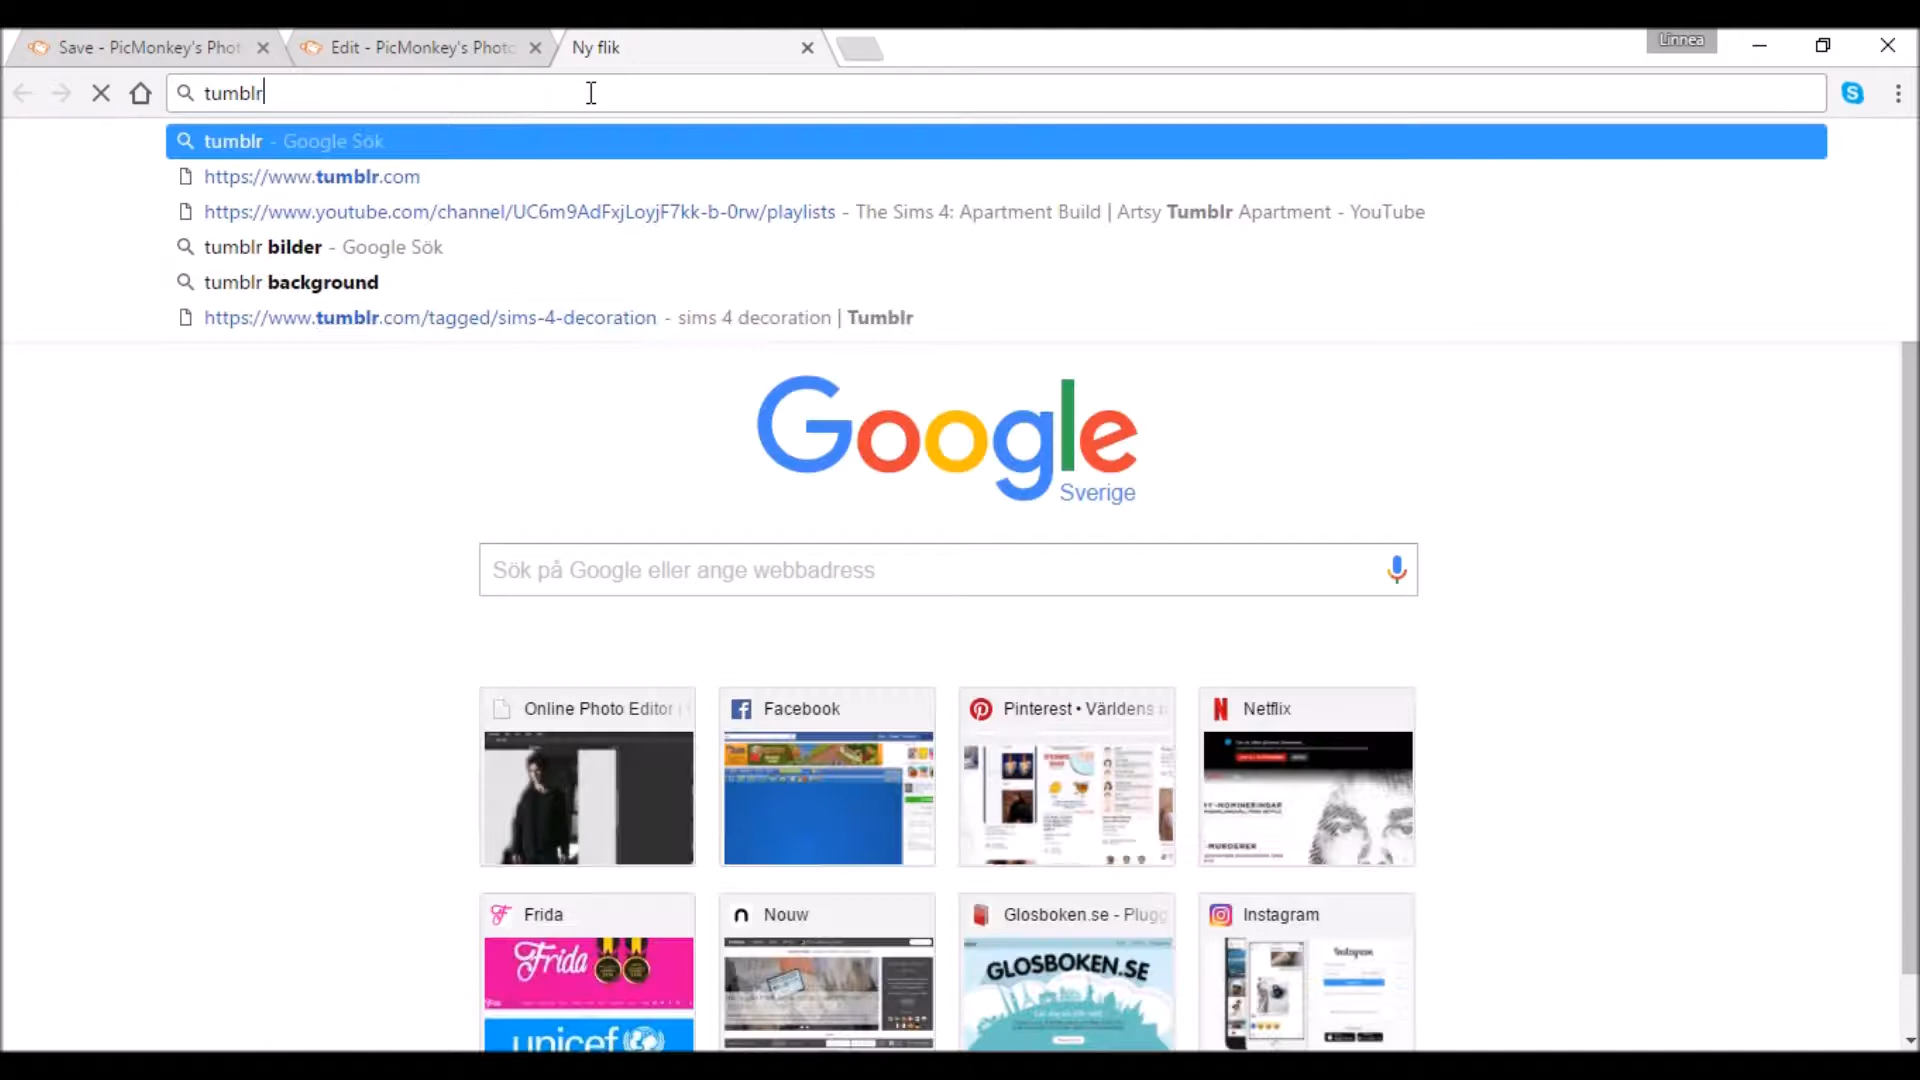 Save - PicMonkey's Phot
Edit - PicMonkey's Photo
Ny flik
Linnea
tumblr
tumblr - Google Sök
https://www.tumblr.com
https://www.youtube.com/channel/UC6m9AdFxjLoyjF7kk-b-0rw/playlists - The Sims 4: Apartment Build | Artsy Tumblr Apartment - YouTube
tumblr bilder - Google Sök
tumblr background
https://www.tumblr.com/tagged/sims-4-decoration - sims 4 decoration | Tumblr
Google
Sverige
Sök på Google eller ange webbadress
Online Photo Editor |
Facebook
Pinterest • Världens
Netflix
Y-NOMINERINGAR
MURDERER
Frida
Nouw
Glosboken.se - Plugg
Instagram
Frida
GLOSBOKEN.SE
Instagram
unicef